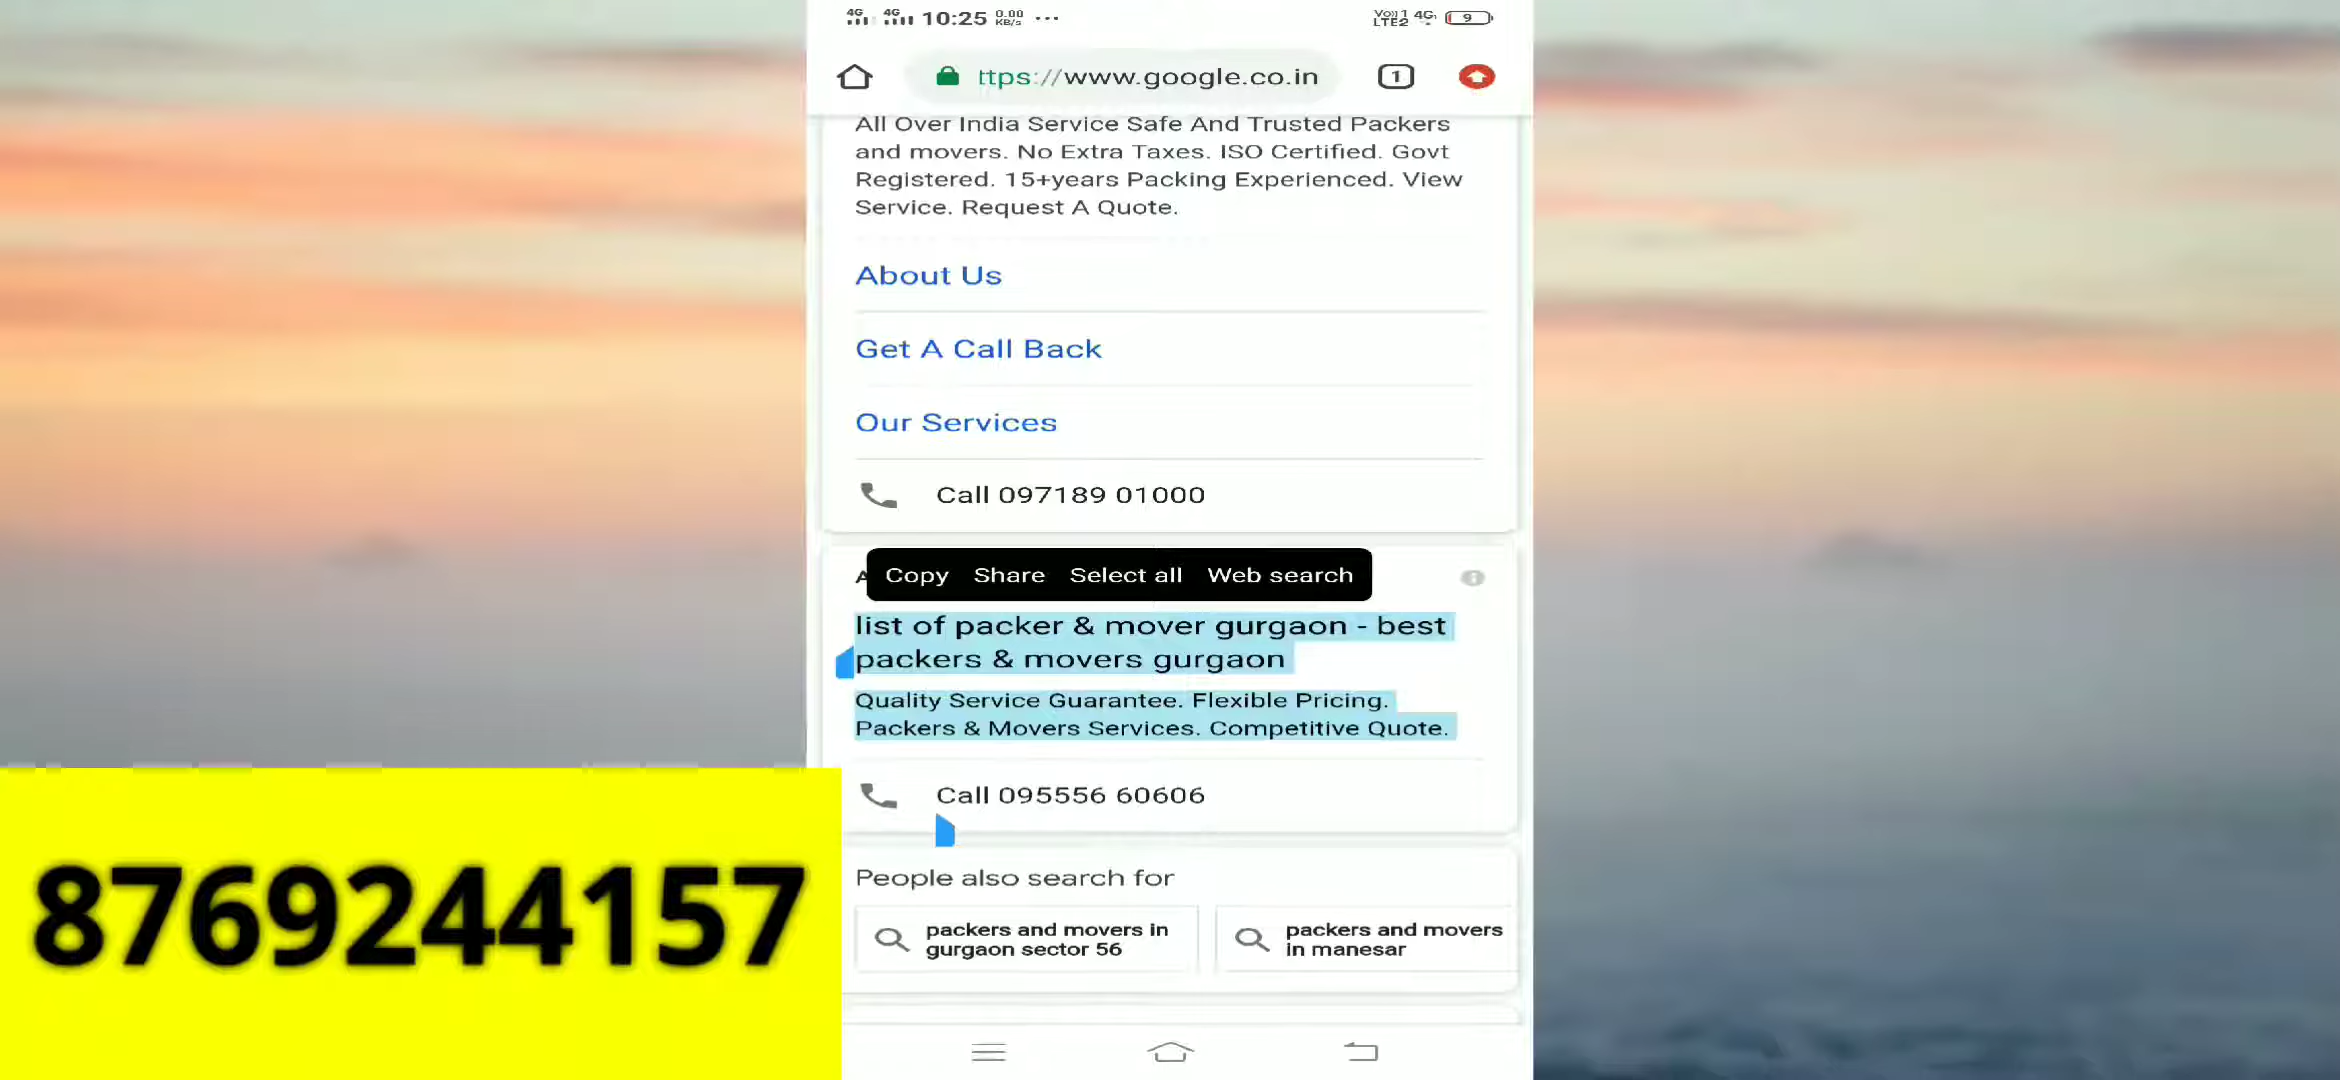 4G 4G 10:25 0.00 KB/s ... Vo)) 1 LTE2 4G 9
ttps://www.google.co.in 1
All Over India Service Safe And Trusted Packers
and movers. No Extra Taxes. ISO Certified. Govt
Registered. 15+years Packing Experienced. View
Service. Request A Quote.
About Us
Get A Call Back
Our Services
Call 097189 01000
Copy Share Select all Web search
list of packer & mover gurgaon - best
packers & movers gurgaon
Quality Service Guarantee. Flexible Pricing.
Packers & Movers Services. Competitive Quote.
Call 095556 60606
People also search for
packers and movers in
gurgaon sector 56
packers and movers
in manesar
8769244157